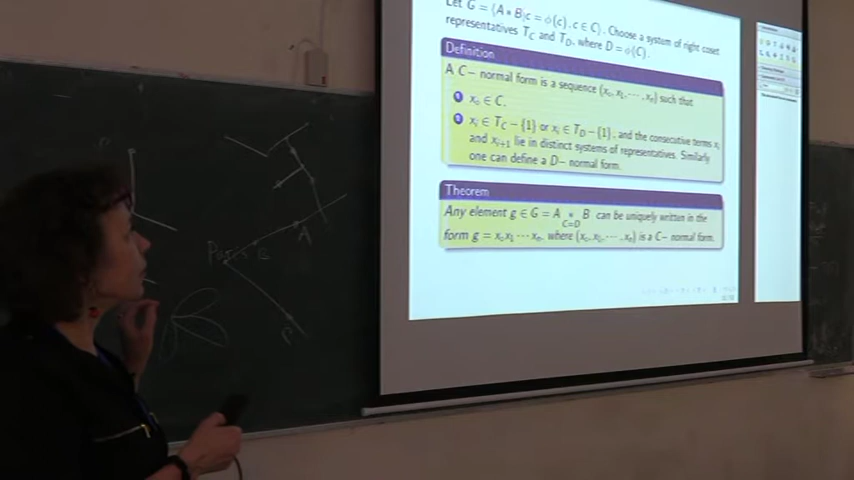 Let G = ⟨A * B|c = ϕ(c), c ∈ C⟩. Choose a system of right coset
representatives T_C and T_D, where D = ϕ(C).
Definition
A C− normal form is a sequence (x_0, x_1, ⋯ , x_n) such that
1 x_0 ∈ C.
2 x_i ∈ T_C − {1} or x_i ∈ T_D − {1}, and the consecutive terms x_i
and x_{i+1} lie in distinct systems of representatives. Similarly
one can define a D− normal form.
Theorem
Any element g ∈ G = A *_{C=D} B can be uniquely written in the
form g = x_0x_1 ⋯ x_n, where (x_0, x_1, ⋯ , x_n) is a C− normal form.
A